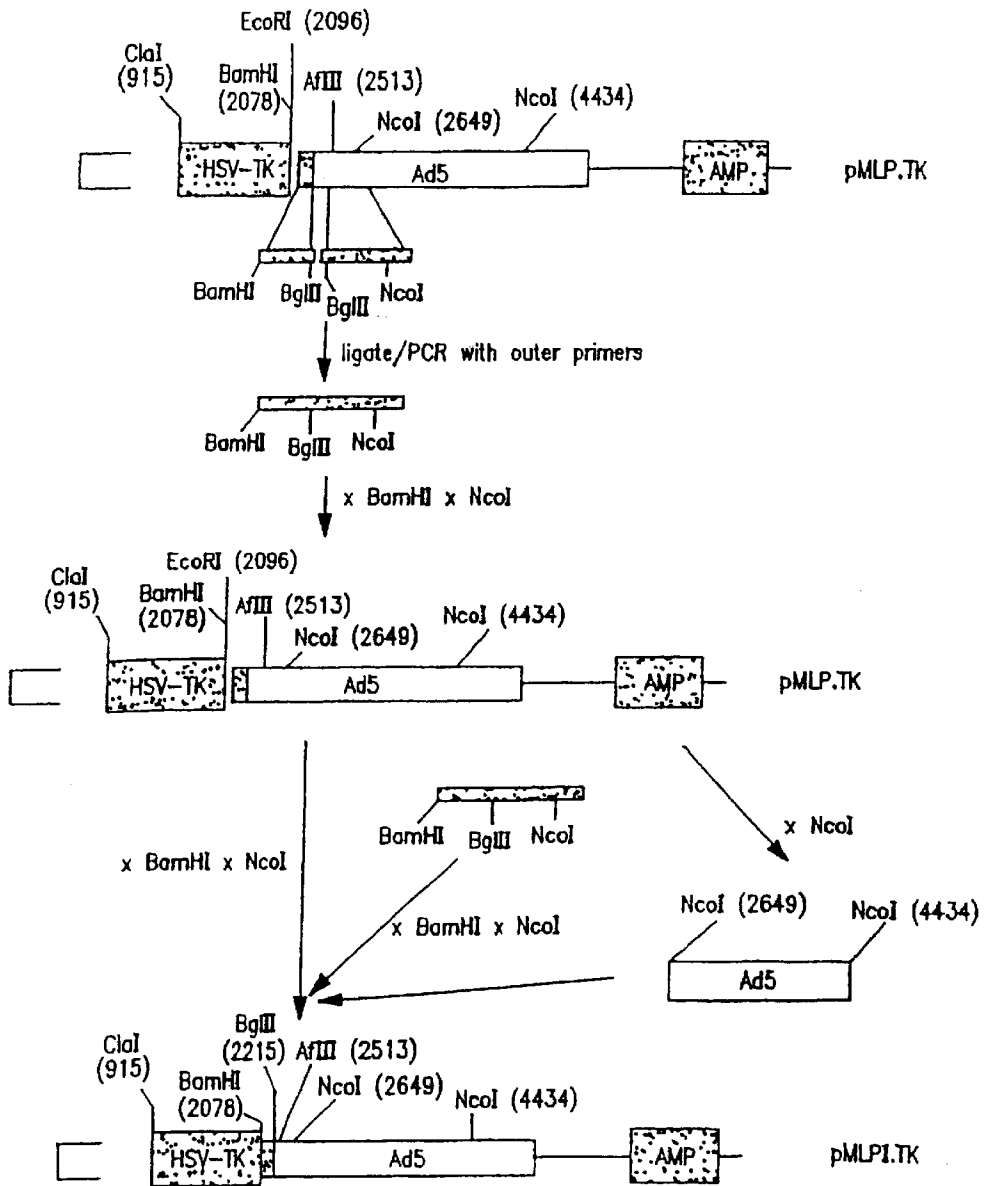 EcoRI (2096)
ClaI
(915)
BamHI
(2078)
AflII (2513)
NcoI (2649)
NcoI (4434)
HSV-TK
Ad5
AMP
pMLP.TK
BamHI
BglII
BglII
NcoI
ligate/PCR with outer primers
BamHI
BglII
NcoI
x BamHI x NcoI
EcoRI (2096)
ClaI
(915)
BamHI
(2078)
AflII (2513)
NcoI (2649)
NcoI (4434)
HSV-TK
Ad5
AMP
pMLP.TK
BamHI
BglII
NcoI
x BamHI x NcoI
x NcoI
x BamHI x NcoI
NcoI (2649)
NcoI (4434)
Ad5
BglII
(2215)
ClaI
(915)
BamHI
(2078)
AflII (2513)
NcoI (2649)
NcoI (4434)
HSV-TK
Ad5
AMP
pMLPI.TK